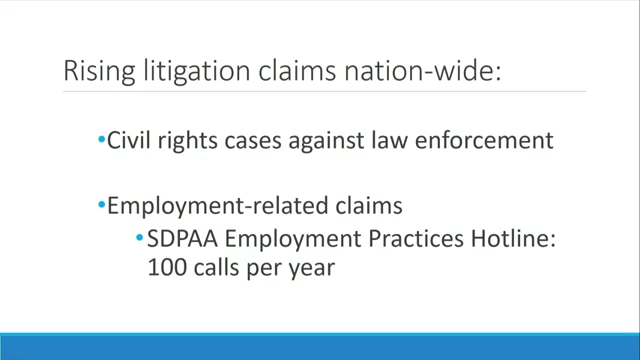 Rising litigation claims nation-wide:
•Civil rights cases against law enforcement
•Employment-related claims
•SDPAA Employment Practices Hotline:
100 calls per year